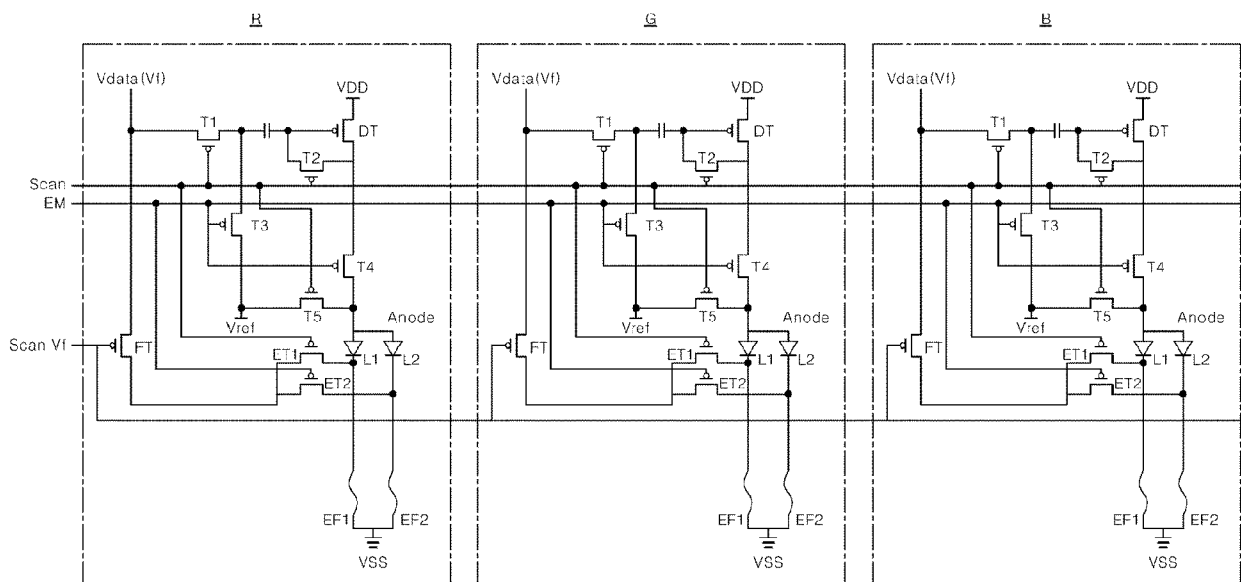 R G B
Vdata(Vf) Vdata(Vf) Vdata(Vf)
VDD VDD VDD
T1 T1 T1
DT DT DT
T2 T2 T2
Scan
EM
T3 T3 T3
T4 T4 T4
T5 T5 T5
Vref Vref Vref
Anode Anode Anode
Scan Vf
FT ET1 L1 L2 FT ET1 L1 L2 FT ET1 L1 L2
ET2 ET2 ET2
EF1 EF2 EF1 EF2 EF1 EF2
VSS VSS VSS